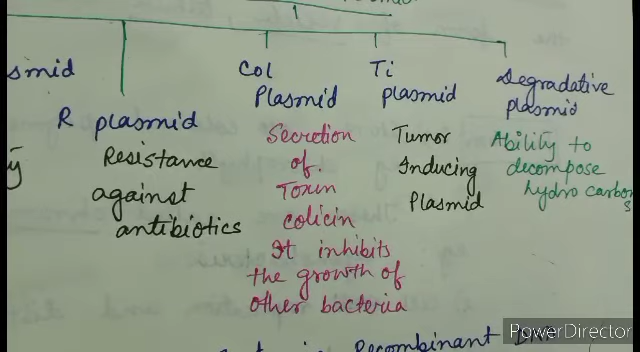 smid
R plasmid
Resistance
against
antibiotics
Col
Plasmid
Secretion
of
Toxin
colicin
It inhibits
the growth of
other bacteria
Ti
plasmid
Tumor
Inducing
Plasmid
Degradative
plasmid
Ability to
decompose
hydro carbon
s
Recombinant DNA
PowerDirector